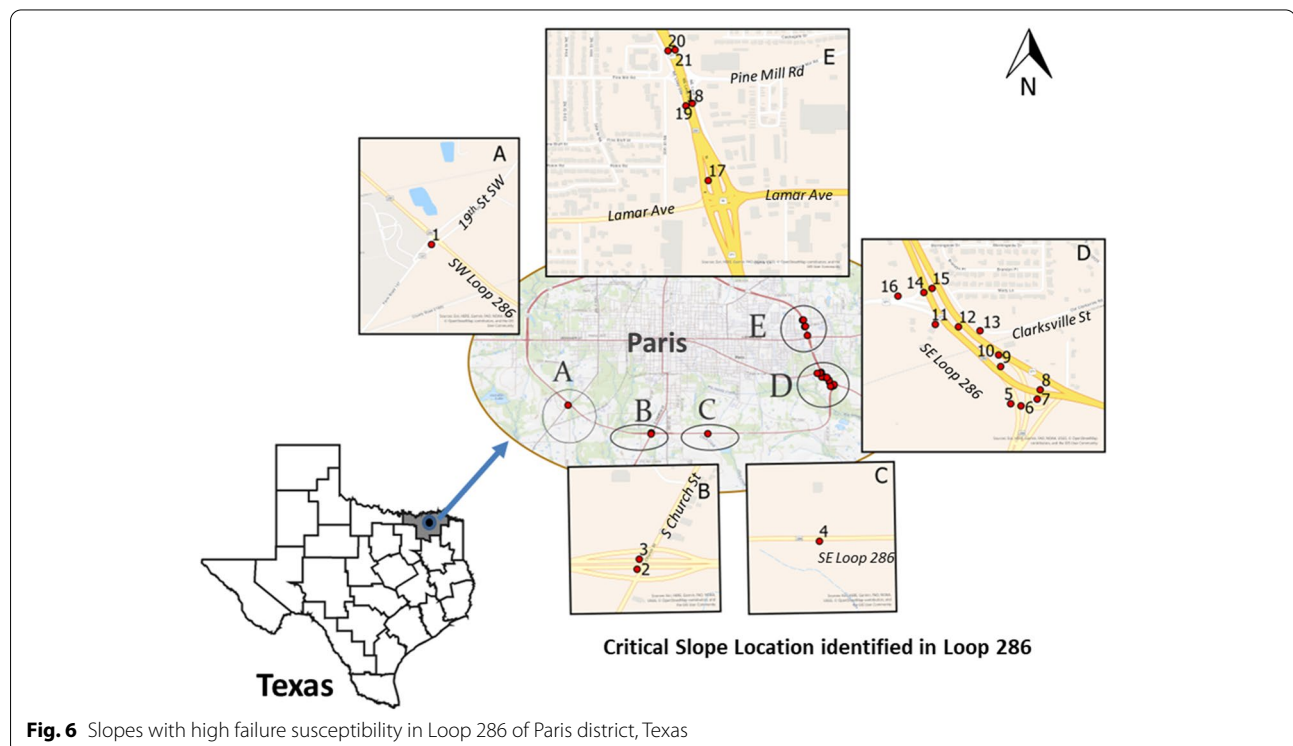 E
20
21
Pine Mill Rd
18
19
17
Lamar Ave
Lamar Ave
N
A
19th St SW
1
SW Loop 286
D
16
14
15
11
12
13
Clarksville St
10
9
SE Loop 286
8
5
6
7
Paris
E
A
D
B
C
B
S Church St
3
2
C
4
SE Loop 286
Texas
Critical Slope Location identified in Loop 286
Fig. 6 Slopes with high failure susceptibility in Loop 286 of Paris district, Texas